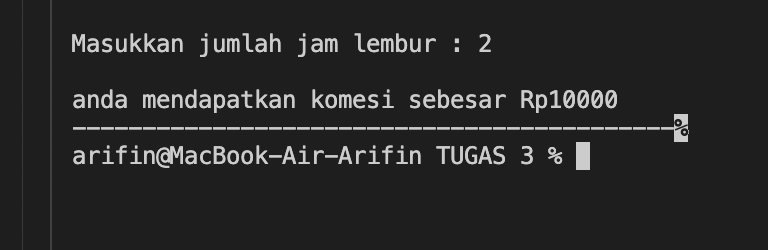 Masukkan jumlah jam lembur : 2
anda mendapatkan komesi sebesar Rp10000
-------------------------------------------%
arifin@MacBook-Air-Arifin TUGAS 3 %